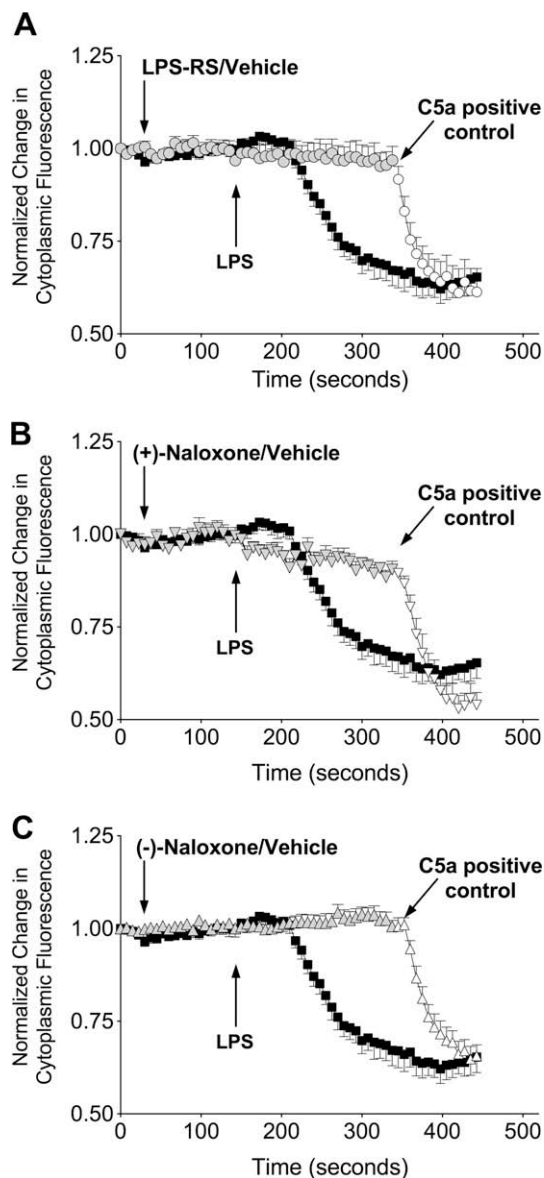 A
1.25
LPS-RS/Vehicle
C5a positive
control
1.00
Normalized Change in
Cytoplasmic Fluorescence
0.75
LPS
0.50
0 100 200 300 400 500
Time (seconds)
B
1.25
(+)-Naloxone/Vehicle
C5a positive
control
1.00
Normalized Change in
Cytoplasmic Fluorescence
0.75
LPS
0.50
0 100 200 300 400 500
Time (seconds)
C
1.25
(-)-Naloxone/Vehicle
C5a positive
control
1.00
Normalized Change in
Cytoplasmic Fluorescence
0.75
LPS
0.50
0 100 200 300 400 500
Time (seconds)